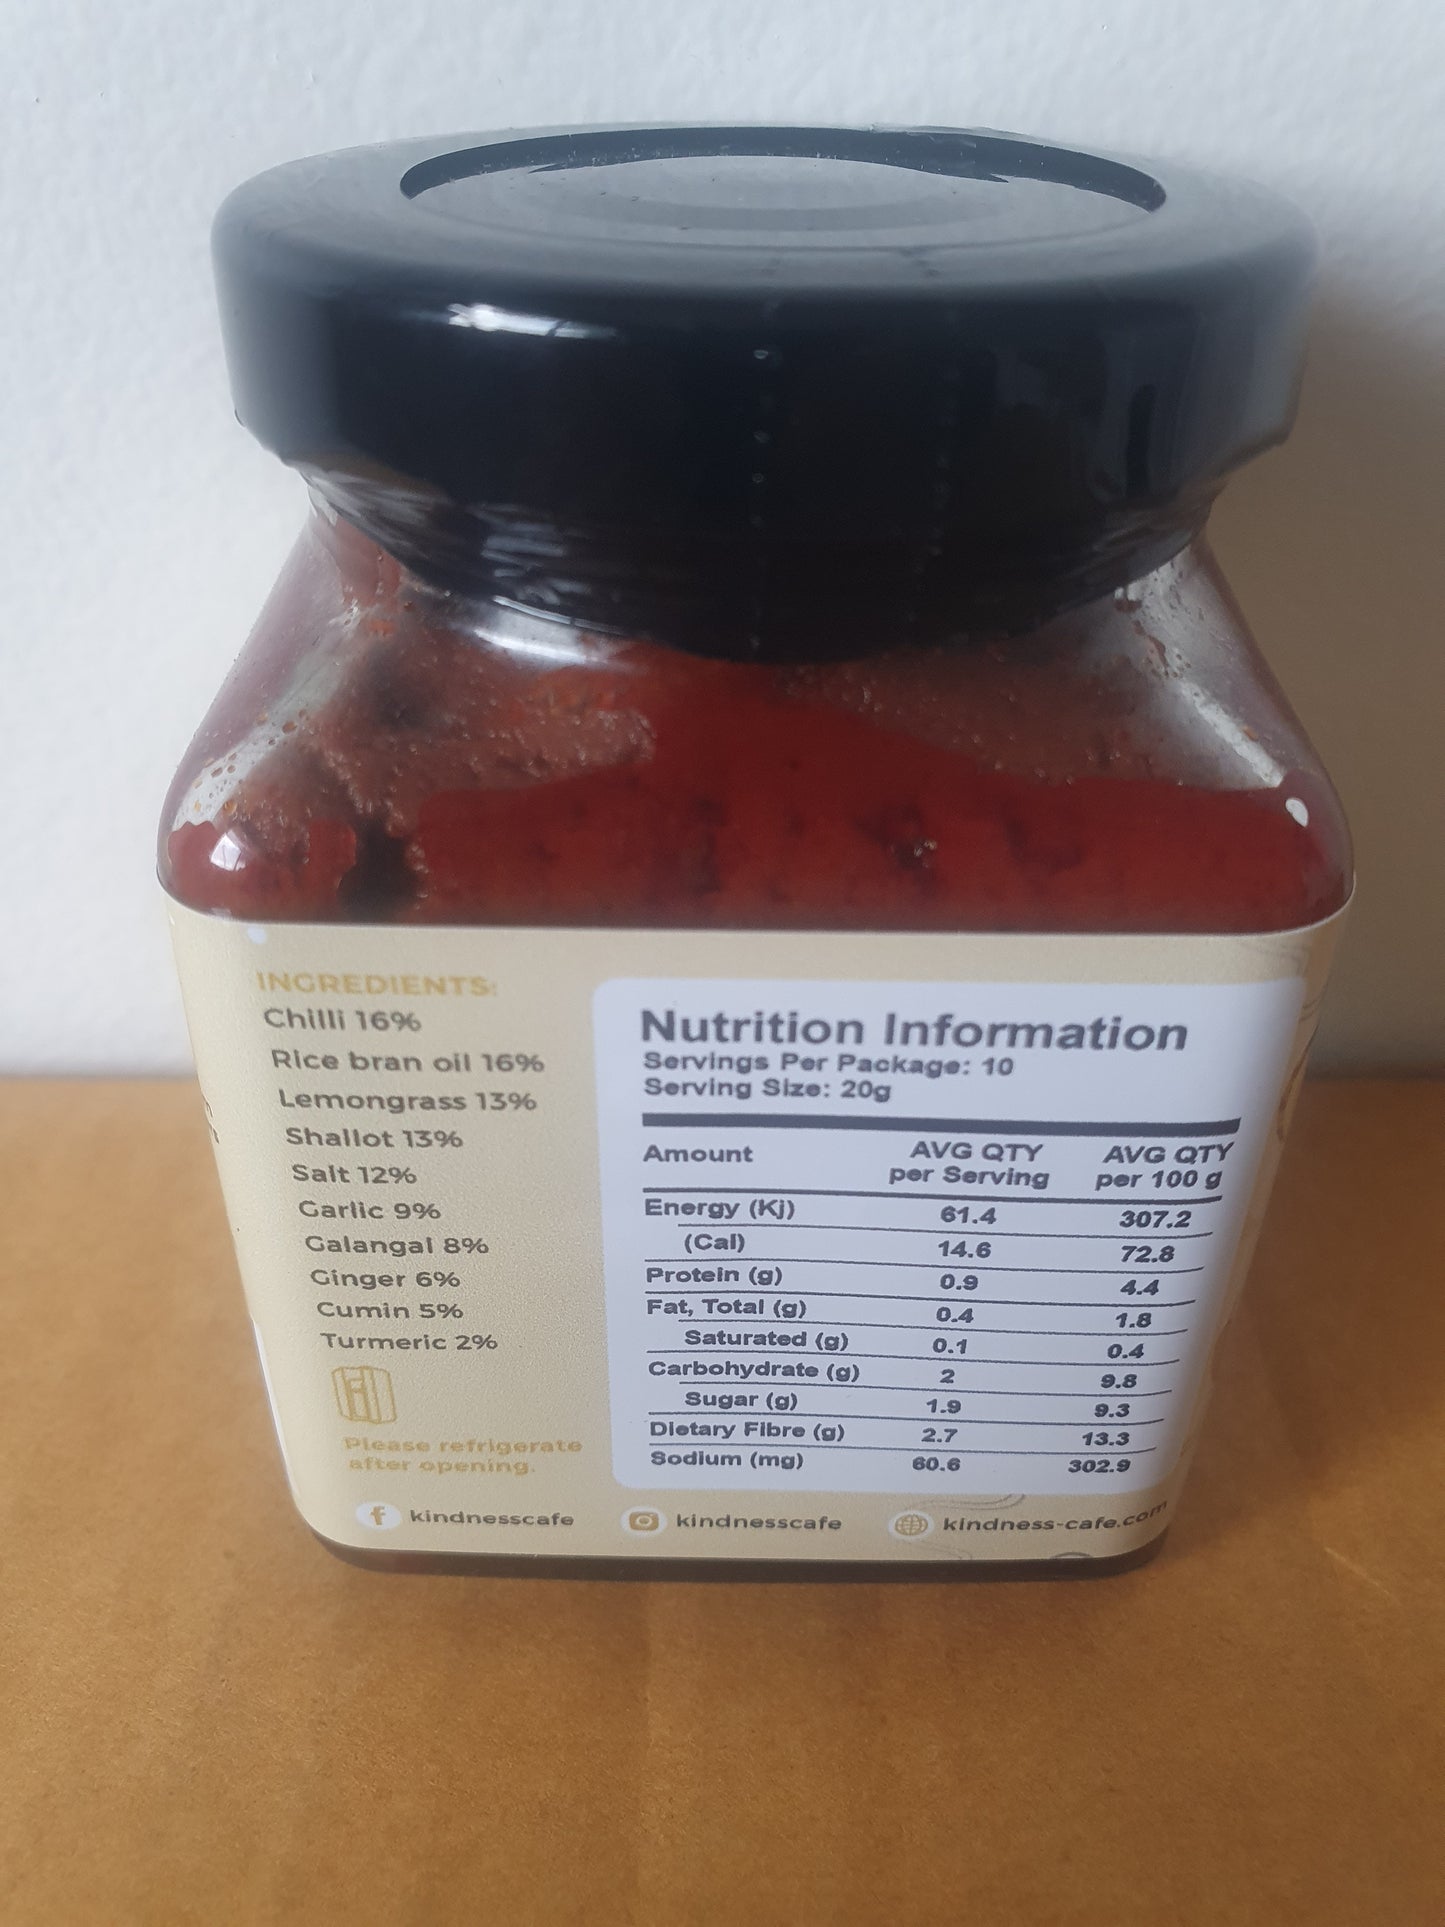 INGREDIENTS:
Chilli 16%
Rice bran oil 16%
Lemongrass 13%
Shallot 13%
Salt 12%
Garlic 9%
Galangal 8%
Ginger 6%
Cumin 5%
Turmeric 2%
Please refrigerate
after opening.
Nutrition Information
Servings Per Package: 10
Serving Size: 20g
Amount AVG QTY per Serving AVG QTY per 100 g
Energy (Kj) 61.4 307.2
(Cal) 14.6 72.8
Protein (g) 0.9 4.4
Fat, Total (g) 0.4 1.8
Saturated (g) 0.1 0.4
Carbohydrate (g) 2 9.8
Sugar (g) 1.9 9.3
Dietary Fibre (g) 2.7 13.3
Sodium (mg) 60.6 302.9
kindnesscafe kindnesscafe kindness-cafe.com